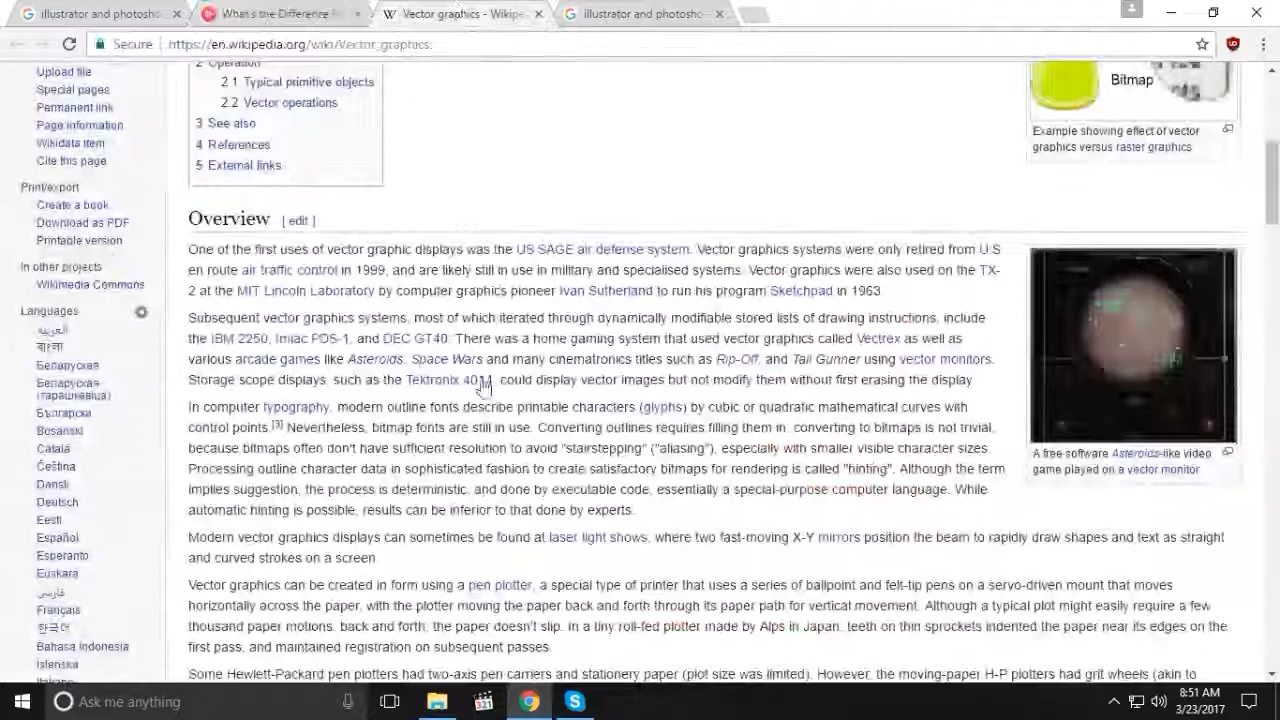 illustrator and photosho
What's the Difference
Vector graphics - Wikipe
illustrator and photosho
Secure
https://en.wikipedia.org/wiki/Vector_graphics
Upload file
Special pages
Permanent link
Page information
Wikidata item
Cite this page
Print/export
Create a book
Download as PDF
Printable version
In other projects
Wikimedia Commons
Languages
العربية
বাংলা
Беларуская
Беларуская
(тарашкевіца)
Български
Bosanski
Català
Čeština
Dansk
Deutsch
Eesti
Español
Esperanto
Euskara
فارسی
Français
한국어
Bahasa Indonesia
Íslenska
Italiano
2 Operation
2.1 Typical primitive objects
2.2 Vector operations
3 See also
4 References
5 External links
Bitmap
Example showing effect of vector
graphics versus raster graphics
Overview [ edit ]
One of the first uses of vector graphic displays was the US SAGE air defense system. Vector graphics systems were only retired from U.S.
en route air traffic control in 1999, and are likely still in use in military and specialised systems. Vector graphics were also used on the TX-
2 at the MIT Lincoln Laboratory by computer graphics pioneer Ivan Sutherland to run his program Sketchpad in 1963.
Subsequent vector graphics systems, most of which iterated through dynamically modifiable stored lists of drawing instructions, include
the IBM 2250, Imlac PDS-1, and DEC GT40. There was a home gaming system that used vector graphics called Vectrex as well as
various arcade games like Asteroids, Space Wars and many cinematronics titles such as Rip-Off, and Tail Gunner using vector monitors.
Storage scope displays, such as the Tektronix 4014, could display vector images but not modify them without first erasing the display.
In computer typography, modern outline fonts describe printable characters (glyphs) by cubic or quadratic mathematical curves with
control points.[3] Nevertheless, bitmap fonts are still in use. Converting outlines requires filling them in; converting to bitmaps is not trivial,
because bitmaps often don't have sufficient resolution to avoid "stairstepping" ("aliasing"), especially with smaller visible character sizes.
Processing outline character data in sophisticated fashion to create satisfactory bitmaps for rendering is called "hinting". Although the term
implies suggestion, the process is deterministic, and done by executable code, essentially a special-purpose computer language. While
automatic hinting is possible, results can be inferior to that done by experts.
A free software Asteroids-like video
game played on a vector monitor
Modern vector graphics displays can sometimes be found at laser light shows, where two fast-moving X-Y mirrors position the beam to rapidly draw shapes and text as straight
and curved strokes on a screen.
Vector graphics can be created in form using a pen plotter, a special type of printer that uses a series of ballpoint and felt-tip pens on a servo-driven mount that moves
horizontally across the paper, with the plotter moving the paper back and forth through its paper path for vertical movement. Although a typical plot might easily require a few
thousand paper motions, back and forth, the paper doesn't slip. In a tiny roll-fed plotter made by Alps in Japan, teeth on thin sprockets indented the paper near its edges on the
first pass, and maintained registration on subsequent passes.
Some Hewlett-Packard pen plotters had two-axis pen carriers and stationery paper (plot size was limited). However, the moving-paper H-P plotters had grit wheels (akin to
Ask me anything
321
8:51 AM
3/23/2017